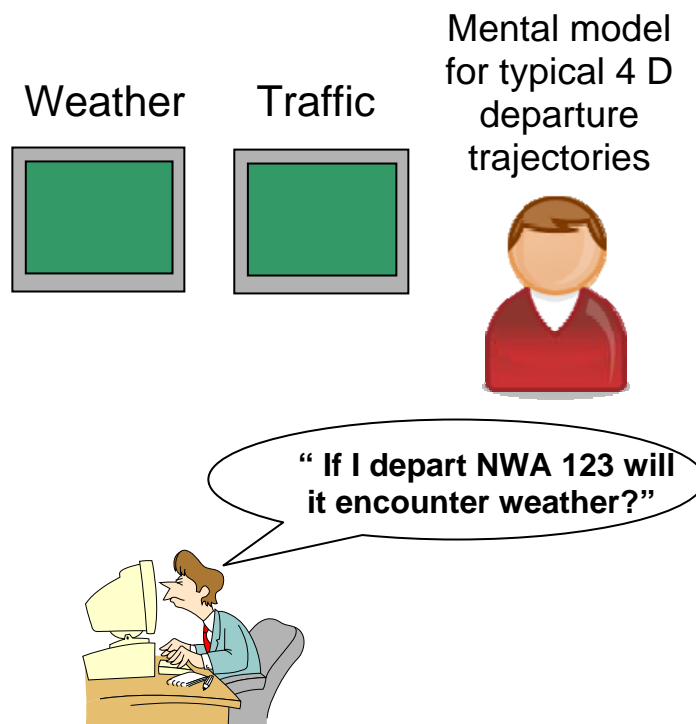 Weather
Traffic
Mental model
for typical 4 D
departure
trajectories
“ If I depart NWA 123 will
it encounter weather?”